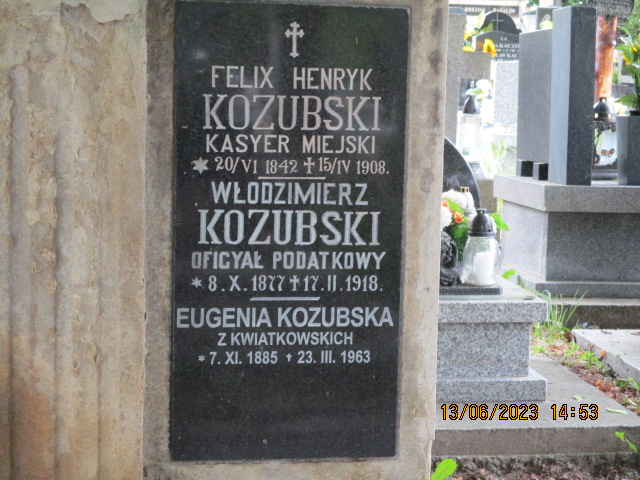 FELIX HENRYK
KOZUBSKI
KASYER MIEJSKI
* 20/VI 1842 ✝ 15/IV 1908.
WŁODZIMIERZ
KOZUBSKI
OFICYAŁ PODATKOWY
* 8. X. 1877 ✝ 17. II. 1918.
EUGENIA KOZUBSKA
Z KWIATKOWSKICH
* 7. XI. 1885 ✝ 23. III. 1963
13/06/2023 14:53